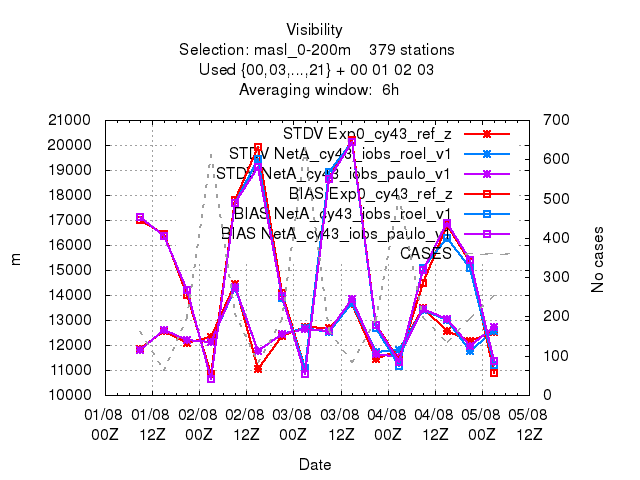 Visibility
Selection: masl_0-200m 379 stations
Used {00,03,...,21} + 00 01 02 03
Averaging window: 6h
21000 700
20000 600
19000 500
18000 400
17000 300
16000 200
15000 100
14000 0
13000
12000
11000
10000
STDV Exp0_cy43_ref_z
STDV NetA_cy43_iobs_roel_v1
STDV NetA_cy43_iobs_paulo_v1
BIAS Exp0_cy43_ref_z
BIAS NetA_cy43_iobs_roel_v1
BIAS NetA_cy43_iobs_paulo_v1
CASES
m
No cases
01/08 01/08 02/08 02/08 03/08 03/08 04/08 04/08 05/08 05/08
00Z 12Z 00Z 12Z 00Z 12Z 00Z 12Z 00Z 12Z
Date